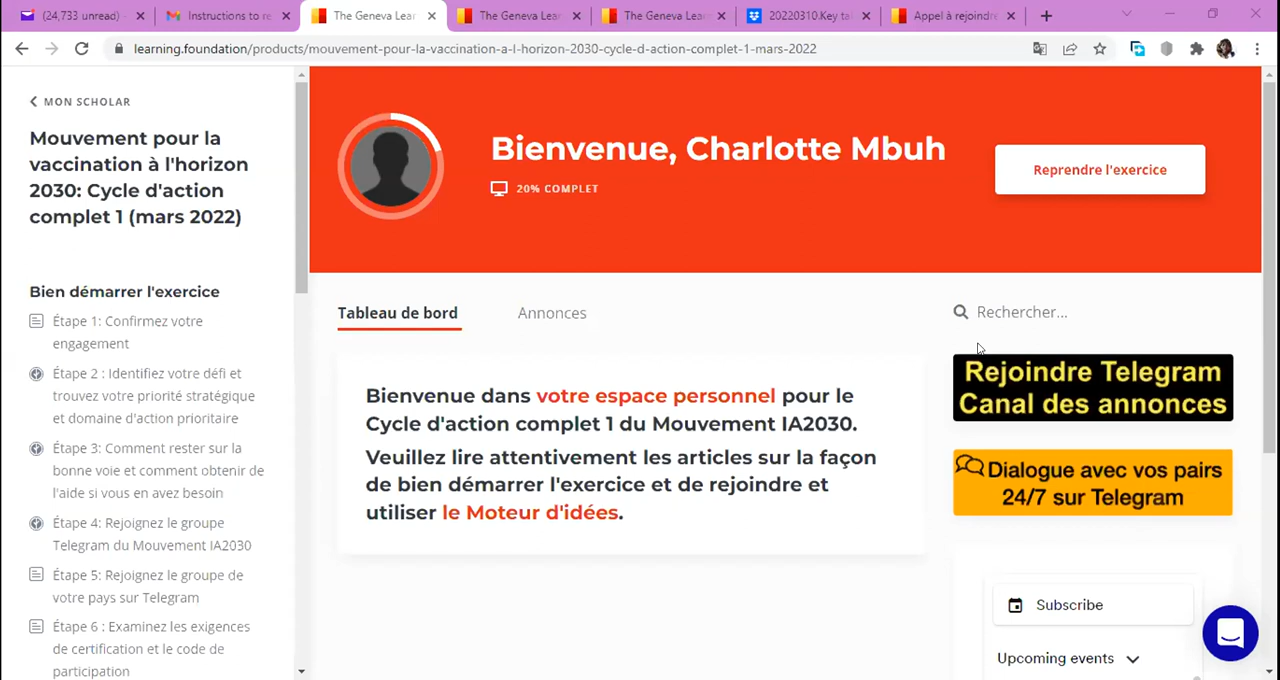 (24,733 unread) -
Instructions to re
The Geneva Lear
The Geneva Lear
The Geneva Lear
20220310.Key ta
Appel à rejoindre
learning.foundation/products/mouvement-pour-la-vaccination-a-l-horizon-2030-cycle-d-action-complet-1-mars-2022
MON SCHOLAR
Mouvement pour la
vaccination à l'horizon
2030: Cycle d'action
complet 1 (mars 2022)
Bien démarrer l'exercice
Étape 1: Confirmez votre
engagement
Étape 2 : Identifiez votre défi et
trouvez votre priorité stratégique
et domaine d'action prioritaire
Étape 3: Comment rester sur la
bonne voie et comment obtenir de
l'aide si vous en avez besoin
Étape 4: Rejoignez le groupe
Telegram du Mouvement IA2030
Étape 5: Rejoignez le groupe de
votre pays sur Telegram
Étape 6 : Examinez les exigences
de certification et le code de
participation
Bienvenue, Charlotte Mbuh
20% COMPLET
Reprendre l'exercice
Tableau de bord
Annonces
Rechercher...
Bienvenue dans votre espace personnel pour le
Cycle d'action complet 1 du Mouvement IA2030.
Veuillez lire attentivement les articles sur la façon
de bien démarrer l'exercice et de rejoindre et
utiliser le Moteur d'idées.
Rejoindre Telegram
Canal des annonces
Dialogue avec vos pairs
24/7 sur Telegram
Subscribe
Upcoming events